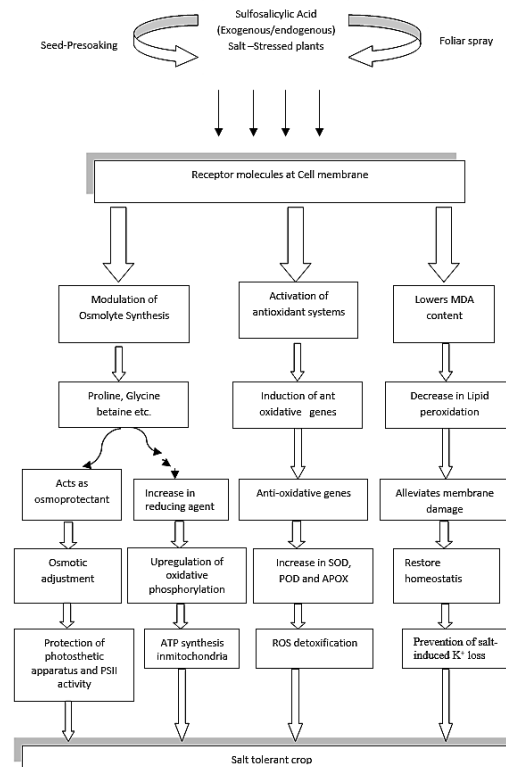 Sulfosalicylic Acid
(Exogenous/endogenous)
Salt –Stressed plants
Seed-Presoaking
Foliar spray
Receptor molecules at Cell membrane
Modulation of
Osmolyte Synthesis
Activation of
antioxidant systems
Lowers MDA
content
Proline, Glycine
betaine etc.
Induction of ant
oxidative genes
Decrease in Lipid
peroxidation
Acts as
osmoprotectant
Increase in
reducing agent
Anti-oxidative genes
Alleviates membrane
damage
Osmotic
adjustment
Upregulation of
oxidative
phosphorylation
Increase in SOD,
POD and APOX
Restore
homeostatis
Protection of
photosthetic
apparatus and PSII
activity
ATP synthesis
inmitochondria
ROS detoxification
Prevention of salt-
induced K⁺ loss
Salt tolerant crop